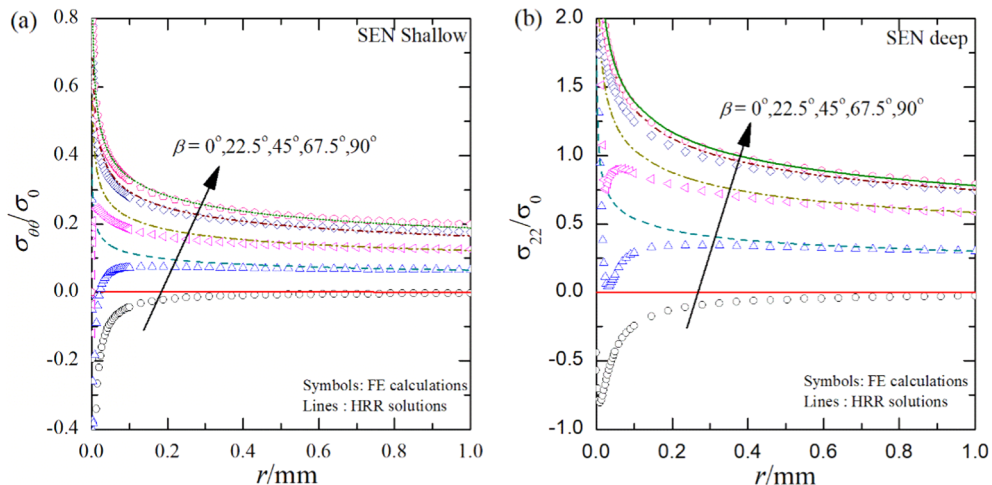 (a)
SEN Shallow
β = 0°,22.5°,45°,67.5°,90°
σθθ/σ0
0.8
0.6
0.4
0.2
0.0
-0.2
-0.4
Symbols: FE calculations
Lines : HRR solutions
0.0 0.2 0.4 0.6 0.8 1.0
r/mm
(b)
SEN deep
β = 0°,22.5°,45°,67.5°,90°
σ22/σ0
2.0
1.5
1.0
0.5
0.0
-0.5
-1.0
Symbols: FE calculations
Lines : HRR solutions
0.0 0.2 0.4 0.6 0.8 1.0
r/mm